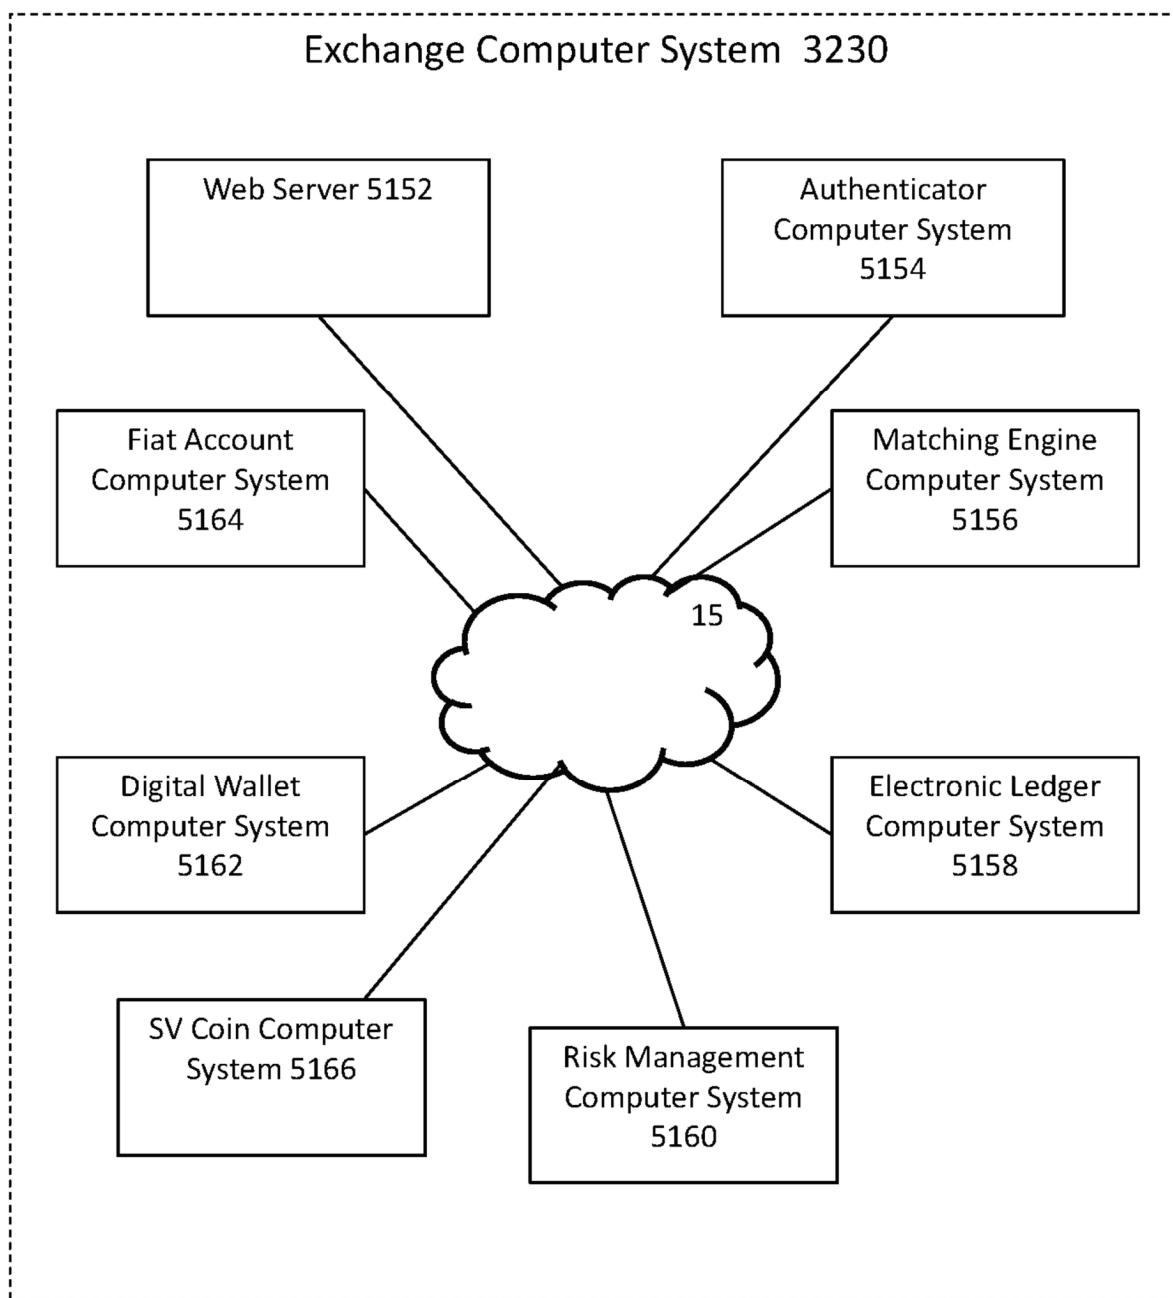 Exchange Computer System 3230
Web Server 5152
Authenticator
Computer System
5154
Fiat Account
Computer System
5164
Matching Engine
Computer System
5156
15
Digital Wallet
Computer System
5162
Electronic Ledger
Computer System
5158
SV Coin Computer
System 5166
Risk Management
Computer System
5160